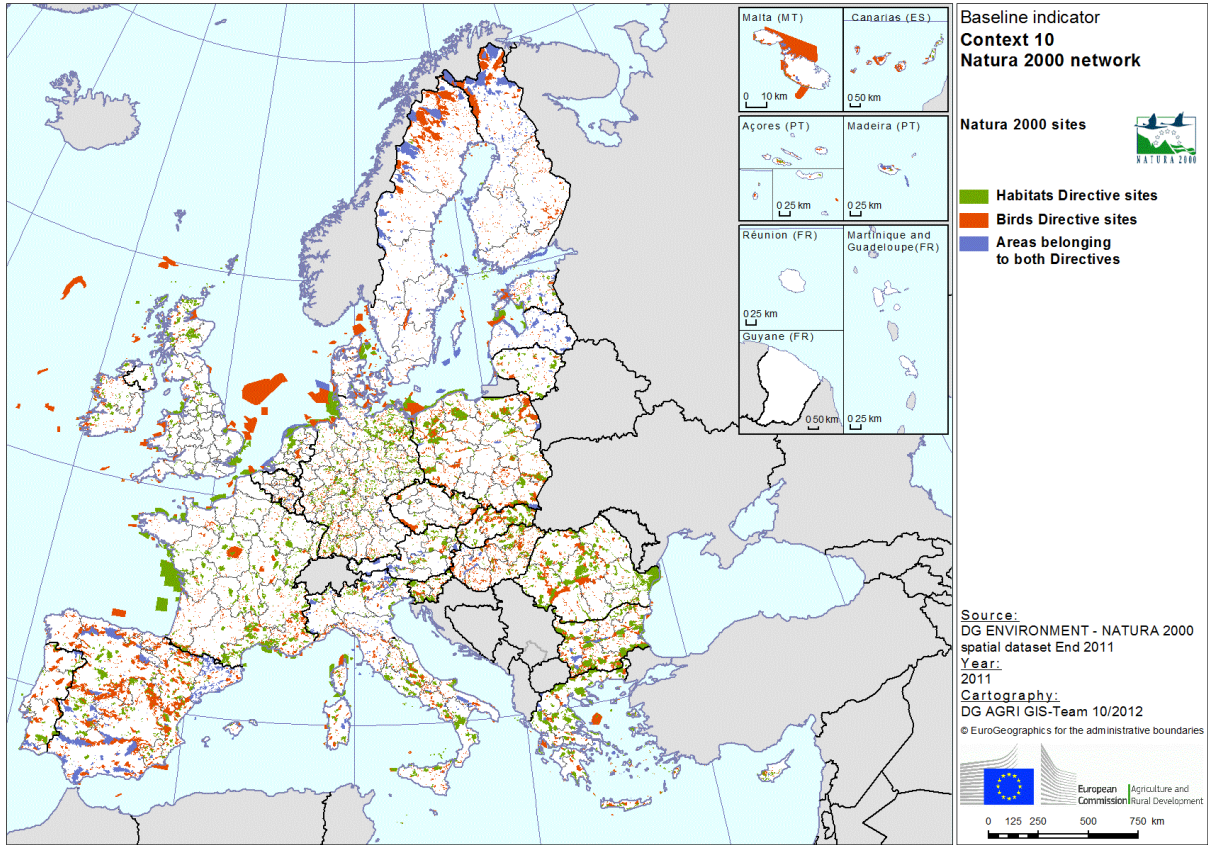 Malta (MT)
0 10 km
Canarias (ES)
0 50 km
Açores (PT)
0 25 km
Madeira (PT)
0 25 km
Réunion (FR)
0 25 km
Martinique and
Guadeloupe(FR)
0 25 km
Guyane (FR)
0 50 km
Baseline indicator
Context 10
Natura 2000 network
Natura 2000 sites
NATURA 2000
Habitats Directive sites
Birds Directive sites
Areas belonging
to both Directives
Source:
DG ENVIRONMENT - NATURA 2000
spatial dataset End 2011
Year:
2011
Cartography:
DG AGRI GIS-Team 10/2012
© EuroGeographics for the administrative boundaries
European
Commission
Agriculture and
Rural Development
0 125 250 500 750 km